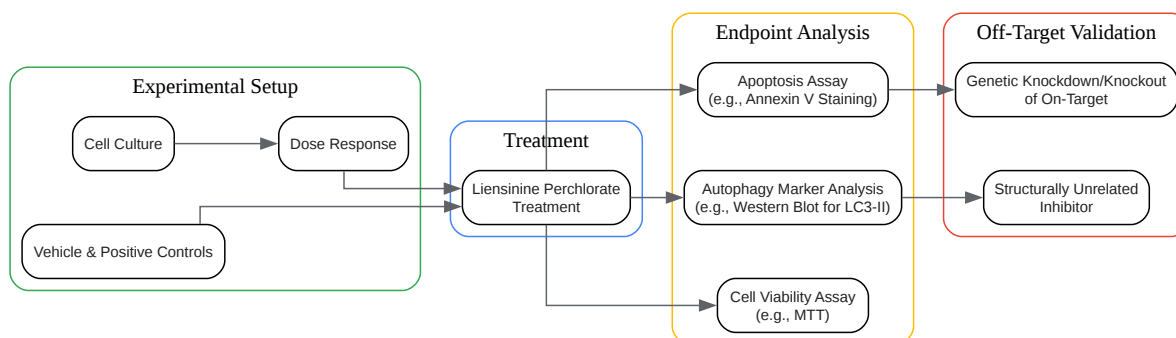 Experimental Setup
Cell Culture
Dose Response
Vehicle & Positive Controls
Treatment
Liensinine Perchlorate
Treatment
Endpoint Analysis
Apoptosis Assay
(e.g., Annexin V Staining)
Autophagy Marker Analysis
(e.g., Western Blot for LC3-II)
Cell Viability Assay
(e.g., MTT)
Off-Target Validation
Genetic Knockdown/Knockout
of On-Target
Structurally Unrelated
Inhibitor